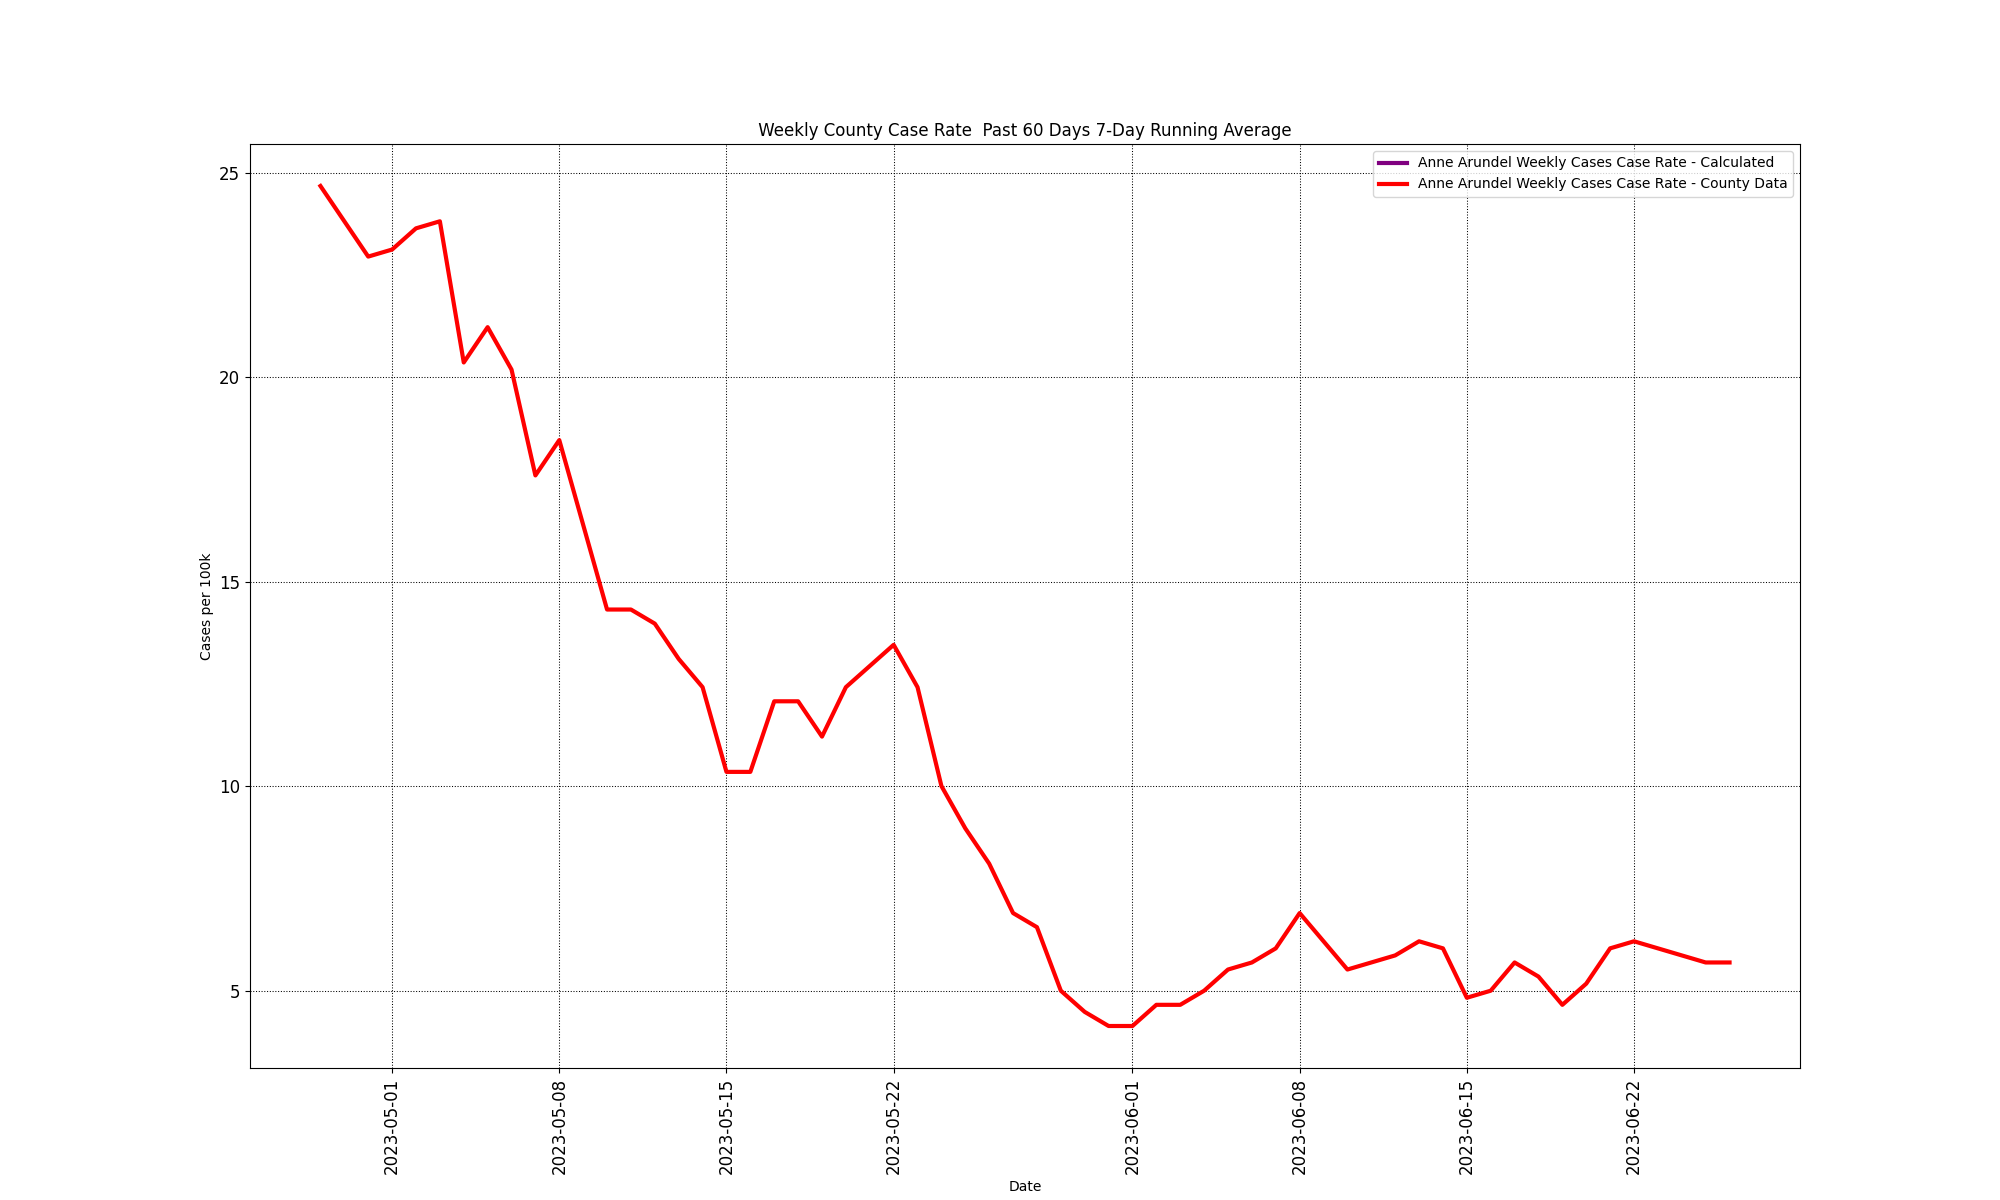 Weekly County Case Rate  Past 60 Days 7-Day Running Average
Anne Arundel Weekly Cases Case Rate - Calculated
Anne Arundel Weekly Cases Case Rate - County Data
Cases per 100k
25
20
15
10
5
2023-05-01
2023-05-08
2023-05-15
2023-05-22
2023-06-01
2023-06-08
2023-06-15
2023-06-22
Date